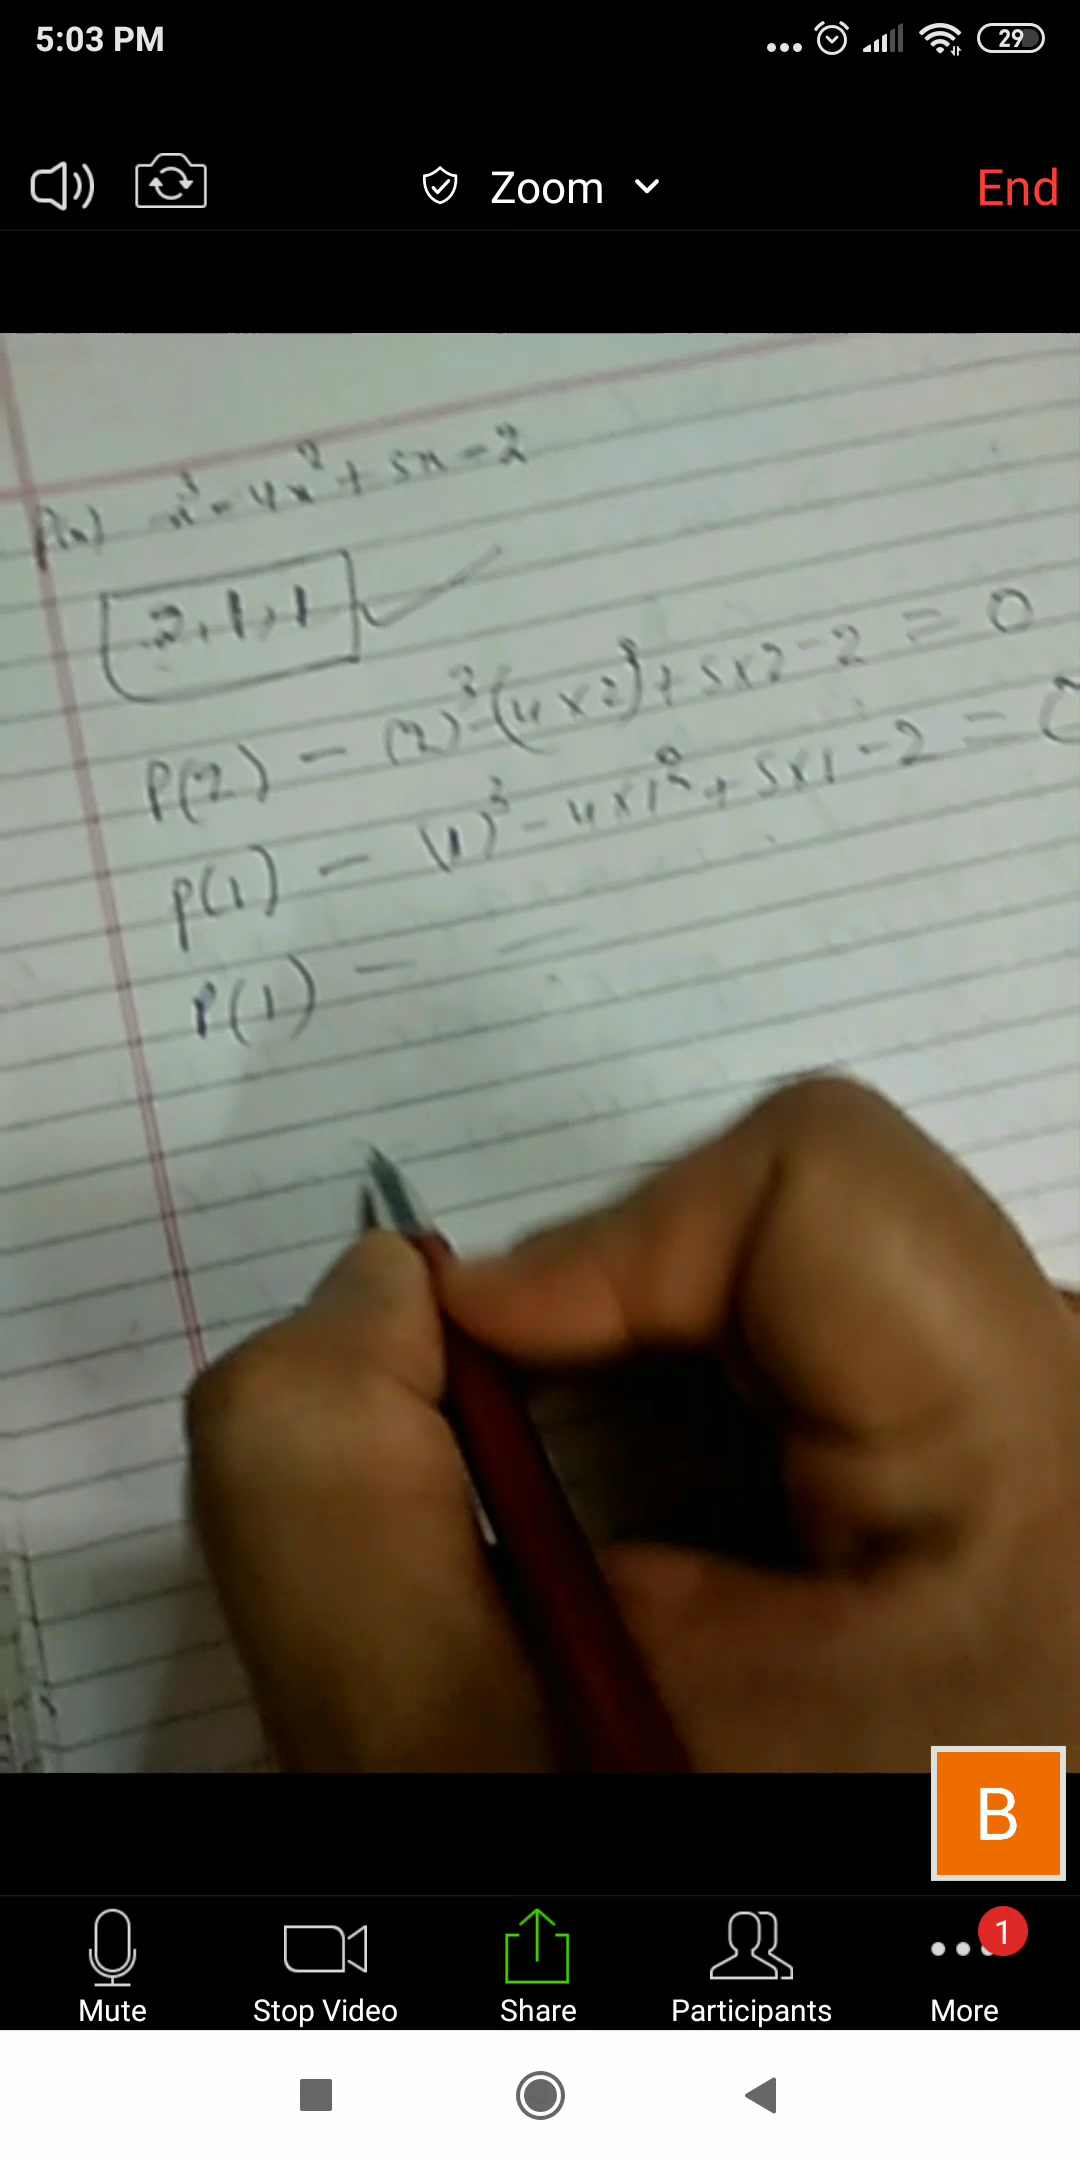 5:03 PM
29
Zoom
End
P(x) x³-4x²+5x-2
2,1,1
P(2) - (2)³-(4×2)²+5×2-2 = 0
P(1) - (1)³-4×1²+5×1-2 = 0
P(1) - =
B
1
Mute
Stop Video
Share
Participants
More